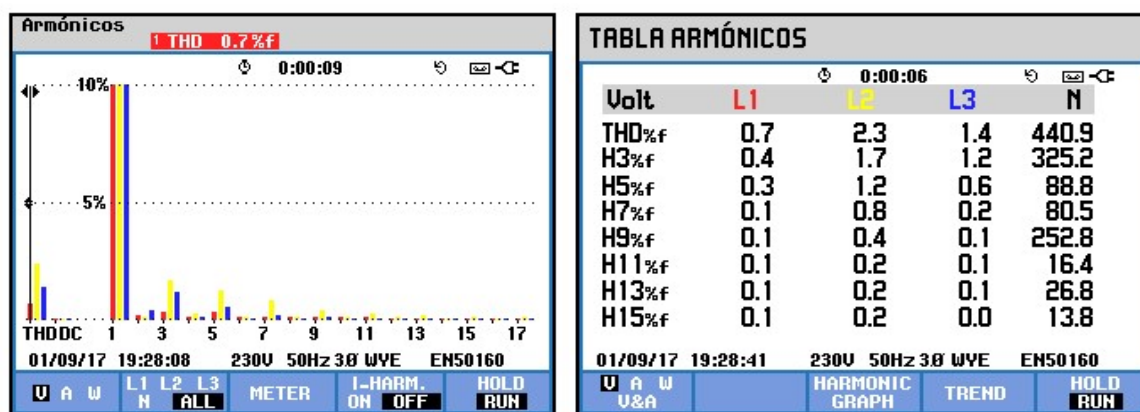 Armónicos
1 THD 0.7%f
0:00:09
10%
5%
THDDC 1 3 5 7 9 11 13 15 17
01/09/17 19:28:08 230V 50Hz 3Ø WYE EN50160
V A W L1 L2 L3 N ALL METER I-HARM. ON OFF HOLD RUN
TABLA ARMÓNICOS
0:00:06
Volt L1 L2 L3 N
THD%f 0.7 2.3 1.4 440.9
H3%f 0.4 1.7 1.2 325.2
H5%f 0.3 1.2 0.6 88.8
H7%f 0.1 0.8 0.2 80.5
H9%f 0.1 0.4 0.1 252.8
H11%f 0.1 0.2 0.1 16.4
H13%f 0.1 0.2 0.1 26.8
H15%f 0.1 0.2 0.0 13.8
01/09/17 19:28:41 230V 50Hz 3Ø WYE EN50160
V A W V&A HARMONIC GRAPH TREND HOLD RUN